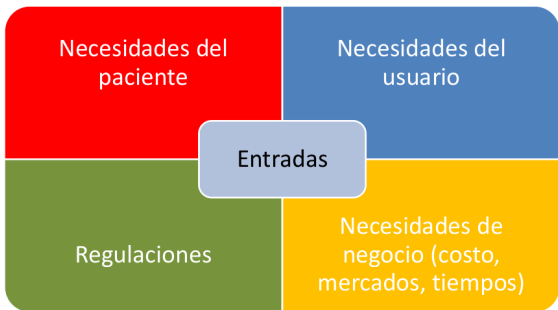 Necesidades del
paciente
Necesidades del
usuario
Entradas
Regulaciones
Necesidades de
negocio (costo,
mercados, tiempos)